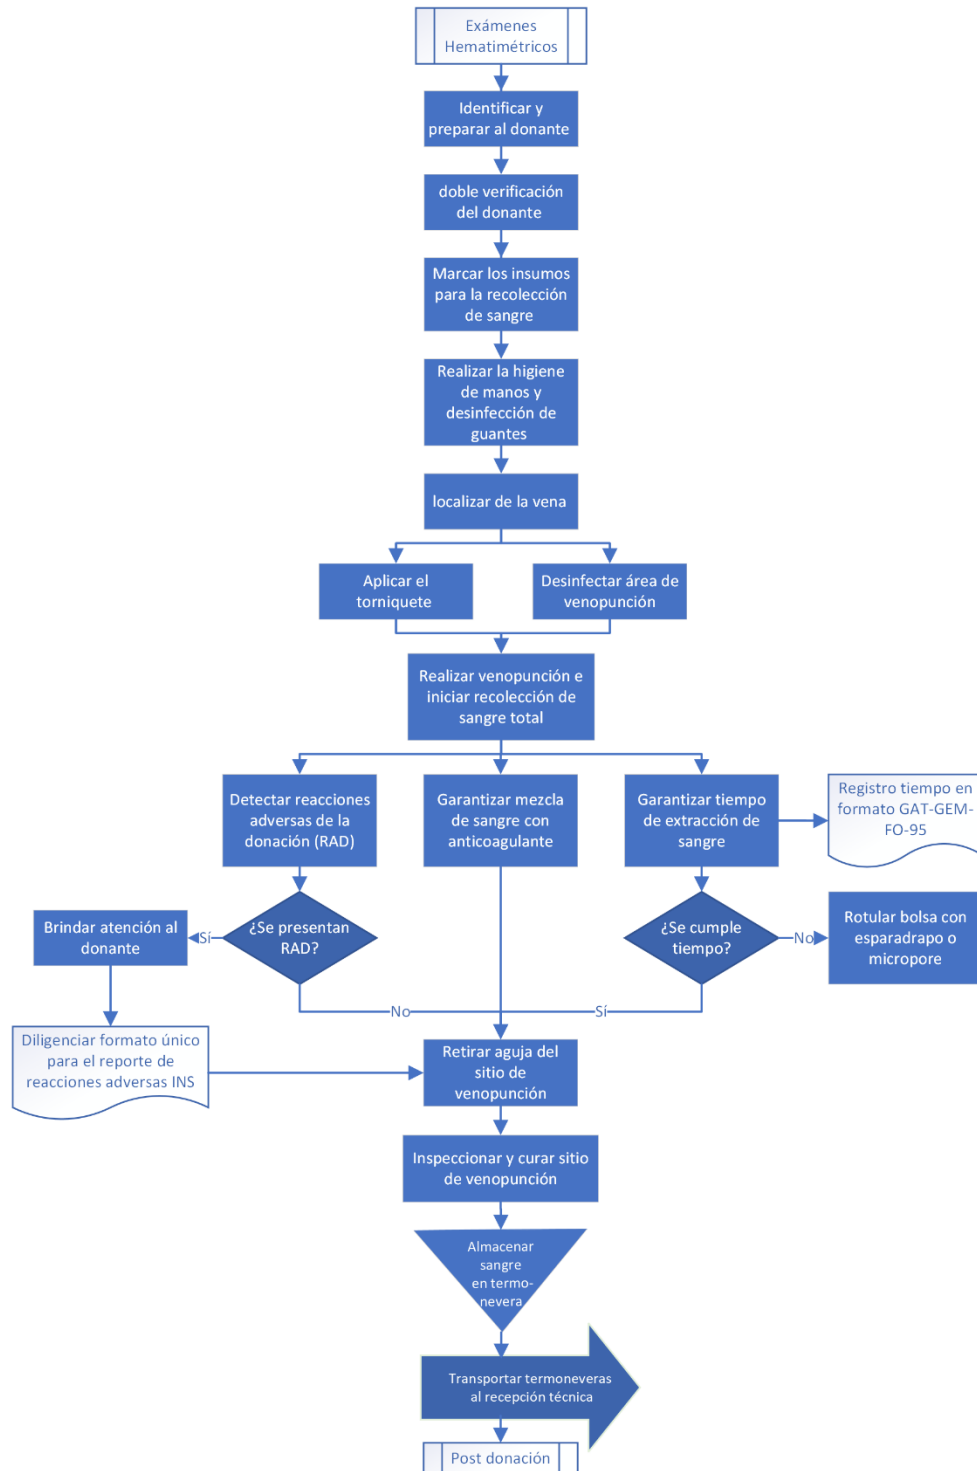 Exámenes
Hematimétricos
Identificar y
preparar al donante
doble verificación
del donante
Marcar los insumos
para la recolección
de sangre
Realizar la higiene
de manos y
desinfección de
guantes
localizar de la vena
Aplicar el
torniquete
Desinfectar área de
venopunción
Realizar venopunción e
iniciar recolección de
sangre total
Detectar reacciones
adversas de la
donación (RAD)
Garantizar mezcla
de sangre con
anticoagulante
Garantizar tiempo
de extracción de
sangre
Registro tiempo en
formato GAT-GEM-
FO-95
Brindar atención al
donante
Sí
¿Se presentan
RAD?
¿Se cumple
tiempo?
No
Rotular bolsa con
esparadrapo o
micropore
No
Sí
Diligenciar formato único
para el reporte de
reacciones adversas INS
Retirar aguja del
sitio de
venopunción
Inspeccionar y curar sitio
de venopunción
Almacenar
sangre
en termo-
nevera
Transportar termoneveras
al recepción técnica
Post donación